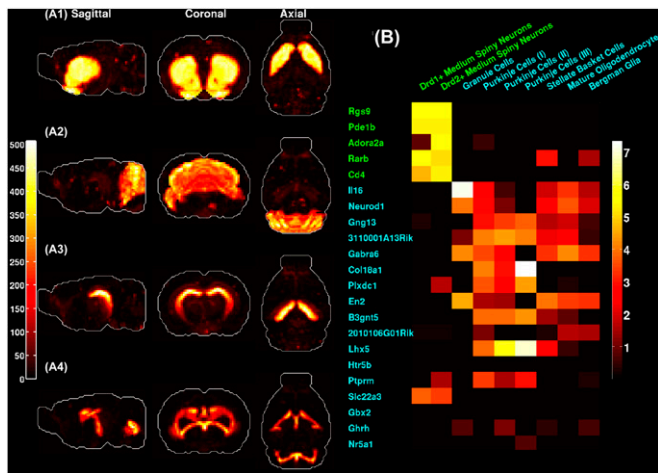 (A1) Sagittal
Coronal
Axial
(A2)
(A3)
(A4)
500
450
400
350
300
250
200
150
100
50
0
(B)
Drd1+ Medium Spiny Neurons
Drd2+ Medium Spiny Neurons
Granule Cells
Purkinje Cells (I)
Purkinje Cells (II)
Purkinje Cells (III)
Stellate Basket Cells
Mature Oligodendrocyte
Bergman Glia
Rgs9
Pde1b
Adora2a
Rarb
Cd4
Il16
Neurod1
Gng13
3110001A13Rik
Gabra6
Col18a1
Plxdc1
En2
B3gnt5
2010106G01Rik
Lhx5
Htr5b
Ptprm
Slc22a3
Gbx2
Ghrh
Nr5a1
7
6
5
4
3
2
1